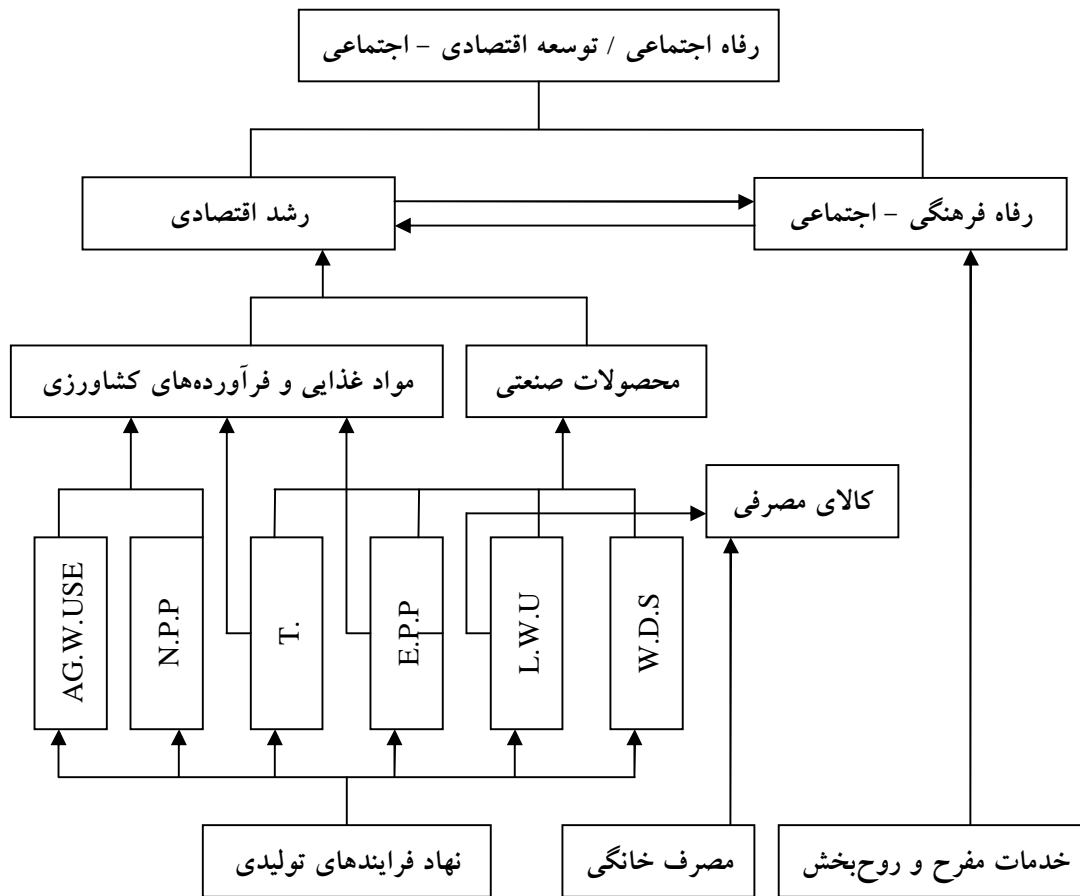 رفاه اجتماعی / توسعه اقتصادی – اجتماعی
رشد اقتصادی
رفاه فرهنگی – اجتماعی
مواد غذایی و فرآورده‌های کشاورزی
محصولات صنعتی
کالای مصرفی
AG.W.USE
N.P.P
T.
E.P.P
L.W.U
W.D.S
نهاد فرایندهای تولیدی
مصرف خانگی
خدمات مفرح و روح‌بخش